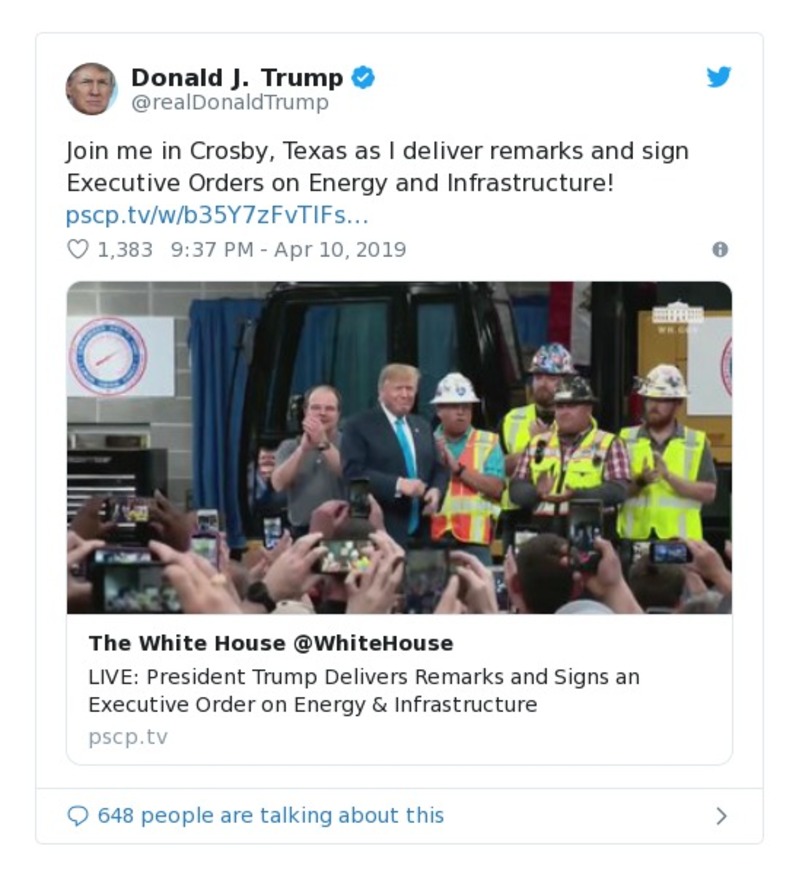 Donald J. Trump
@realDonaldTrump
Join me in Crosby, Texas as I deliver remarks and sign
Executive Orders on Energy and Infrastructure!
pscp.tv/w/b35Y7zFvTlFs…
1,383 9:37 PM - Apr 10, 2019
WH.GOV
The White House @WhiteHouse
LIVE: President Trump Delivers Remarks and Signs an
Executive Order on Energy & Infrastructure
pscp.tv
648 people are talking about this